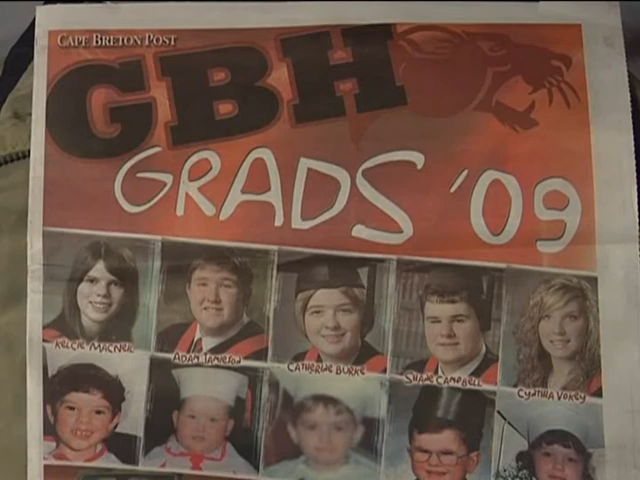 CAPE BRETON POST
GBH
GRADS '09
KELCIE MACNEIL
ADAM JAMIESON
CATHERINE BURKE
SHANE CAMPBELL
CYNTHIA VOKEY